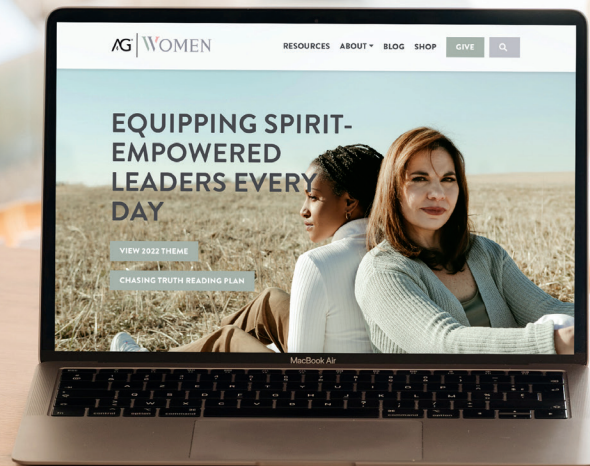 AG WOMEN
RESOURCES ABOUT BLOG SHOP GIVE
EQUIPPING SPIRIT-
EMPOWERED
LEADERS EVERY
DAY
VIEW 2022 THEME
CHASING TRUTH READING PLAN
MacBook Air